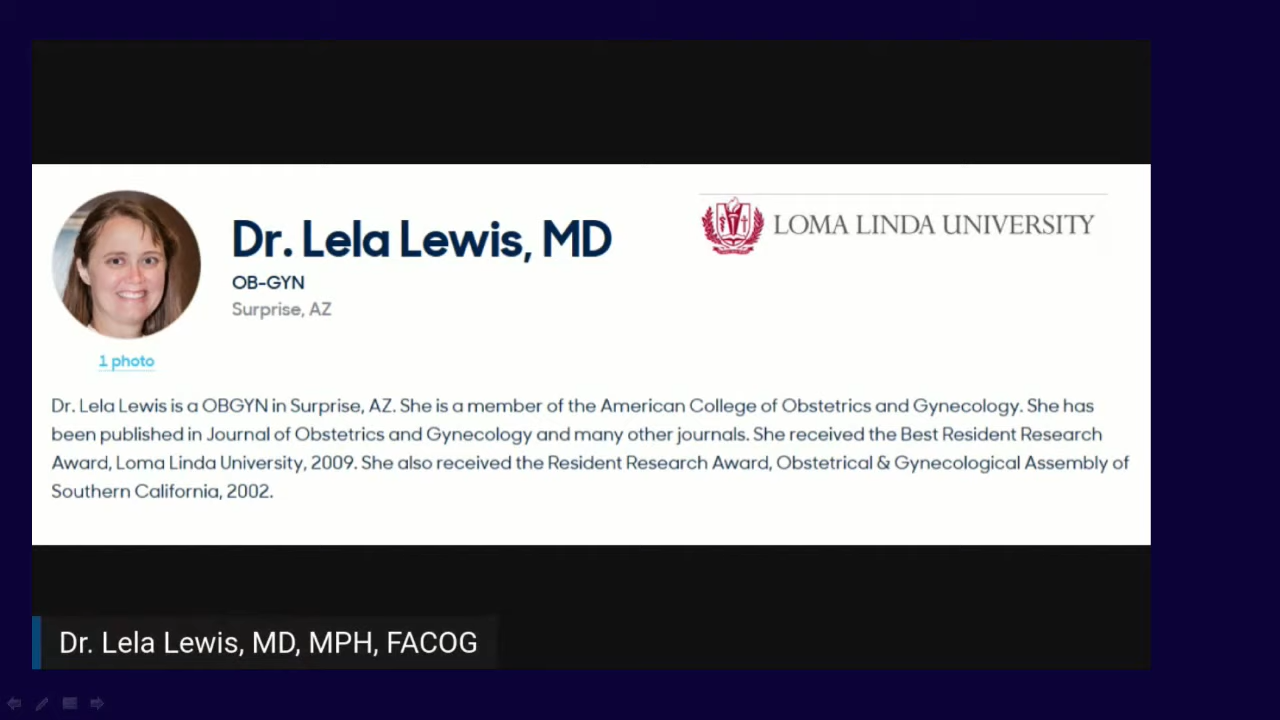 Dr. Lela Lewis, MD
OB-GYN
Surprise, AZ
1 photo
LOMA LINDA UNIVERSITY
Dr. Lela Lewis is a OBGYN in Surprise, AZ. She is a member of the American College of Obstetrics and Gynecology. She has
been published in Journal of Obstetrics and Gynecology and many other journals. She received the Best Resident Research
Award, Loma Linda University, 2009. She also received the Resident Research Award, Obstetrical & Gynecological Assembly of
Southern California, 2002.
Dr. Lela Lewis, MD, MPH, FACOG